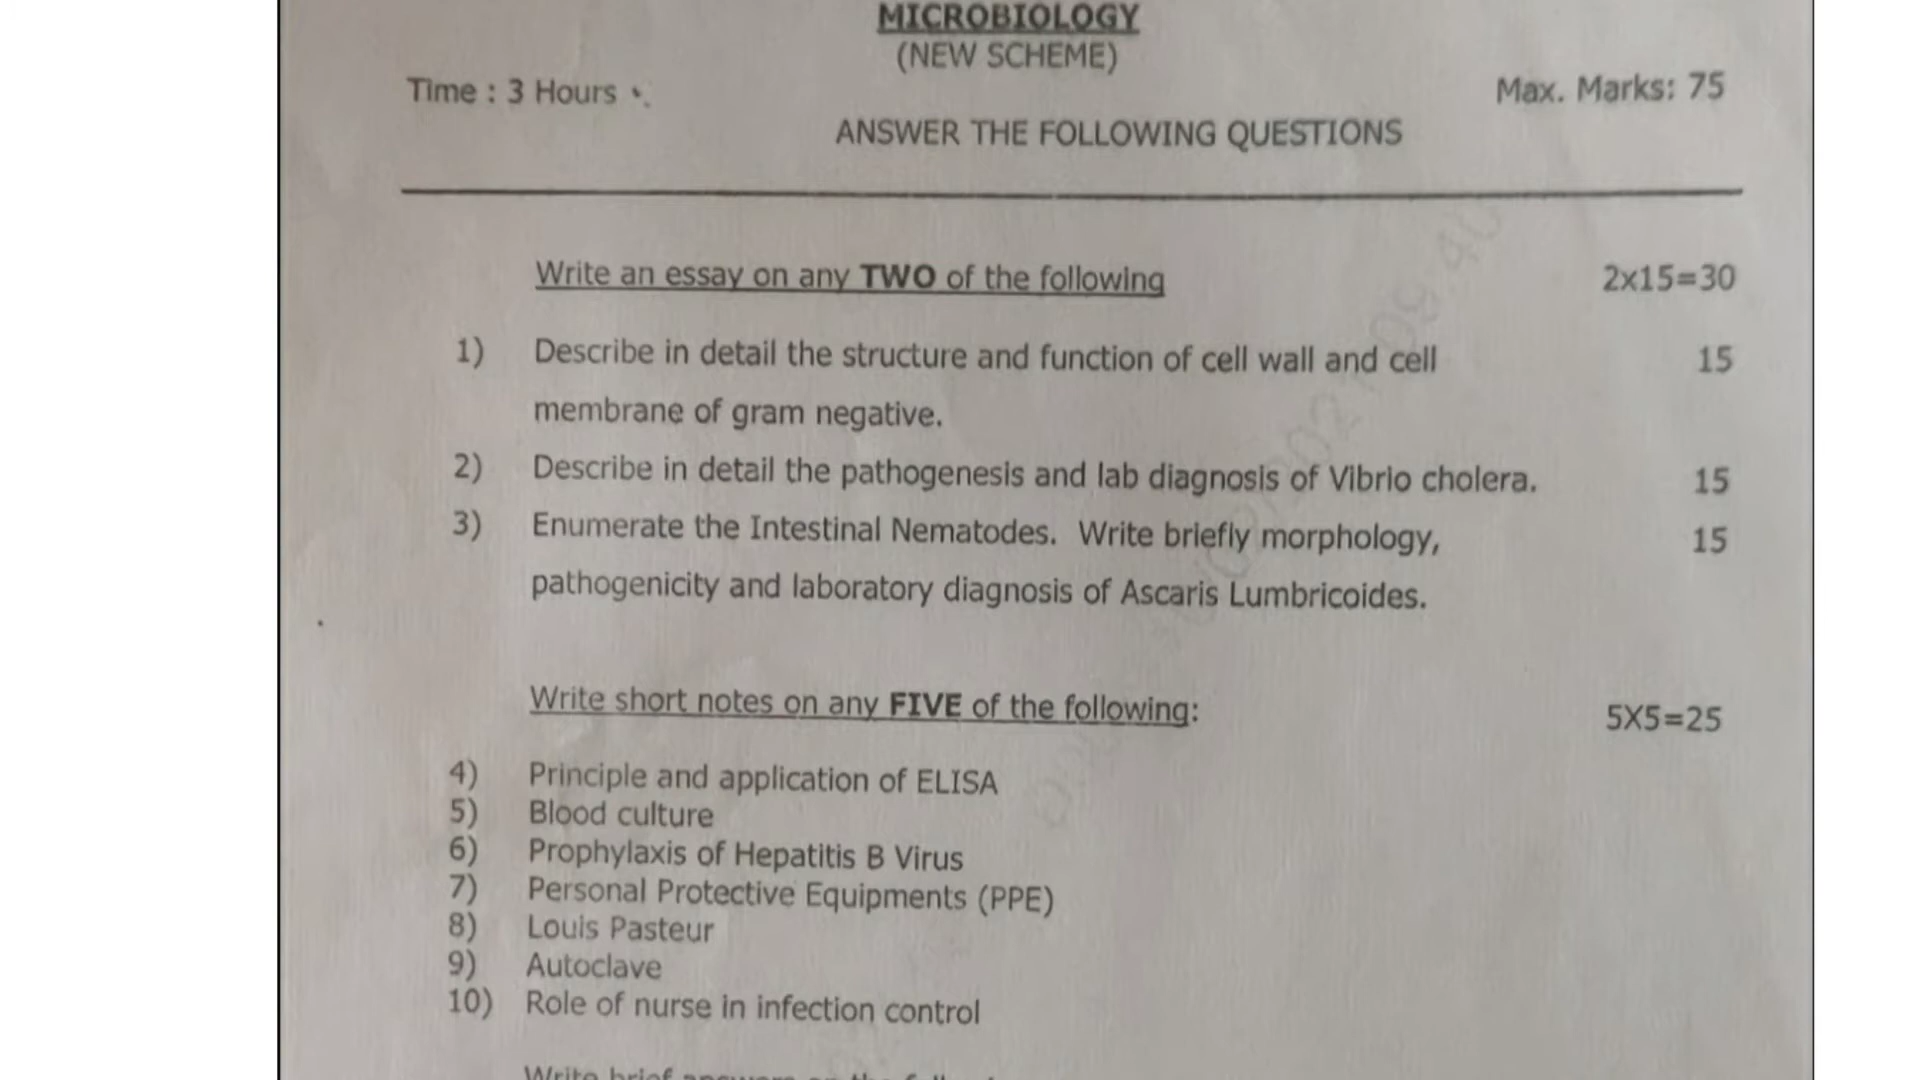 MICROBIOLOGY
(NEW SCHEME)
Time : 3 Hours
Max. Marks: 75
ANSWER THE FOLLOWING QUESTIONS
Write an essay on any TWO of the following 2x15=30
1) Describe in detail the structure and function of cell wall and cell 15
membrane of gram negative.
2) Describe in detail the pathogenesis and lab diagnosis of Vibrio cholera. 15
3) Enumerate the Intestinal Nematodes. Write briefly morphology, 15
pathogenicity and laboratory diagnosis of Ascaris Lumbricoides.
Write short notes on any FIVE of the following: 5X5=25
4) Principle and application of ELISA
5) Blood culture
6) Prophylaxis of Hepatitis B Virus
7) Personal Protective Equipments (PPE)
8) Louis Pasteur
9) Autoclave
10) Role of nurse in infection control
Write brief answers on the